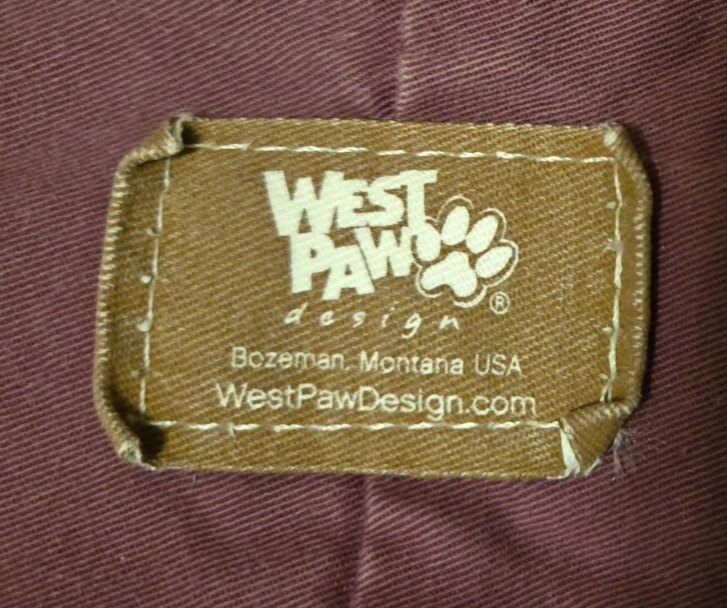 WEST
PAW
design ®
Bozeman, Montana USA
WestPawDesign.com